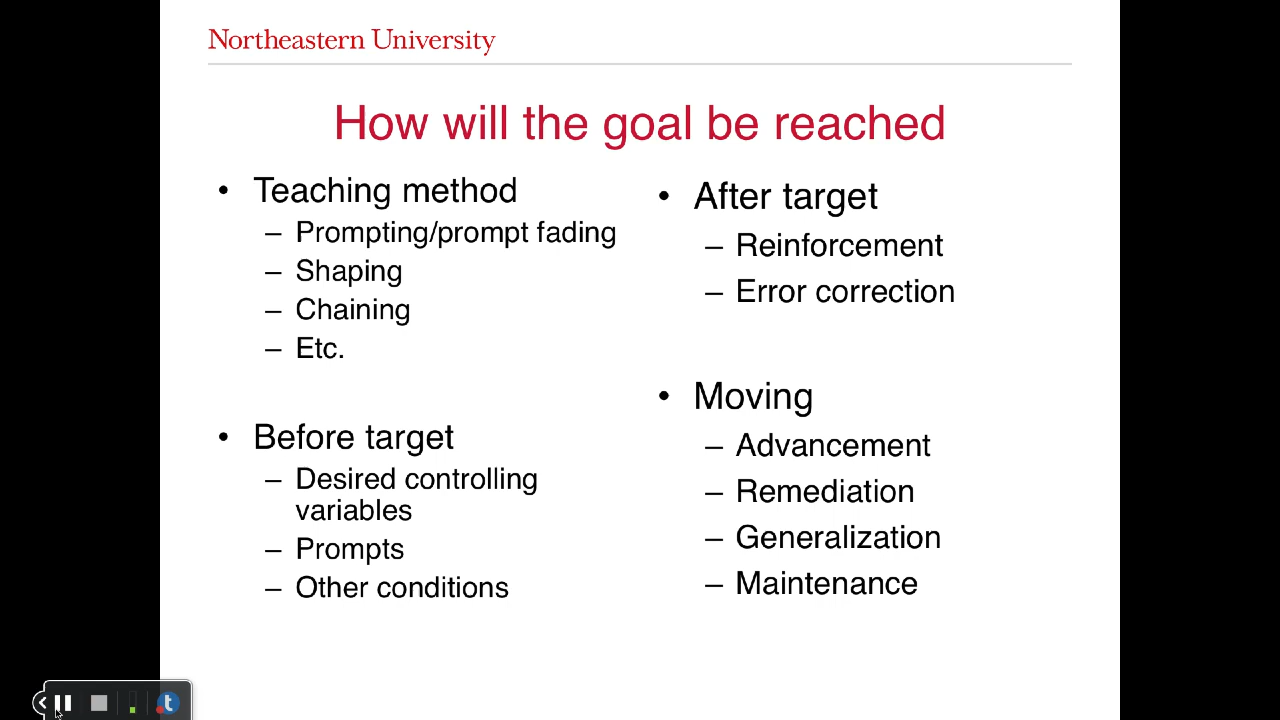 Northeastern University
How will the goal be reached
• Teaching method
– Prompting/prompt fading
– Shaping
– Chaining
– Etc.
• Before target
– Desired controlling
variables
– Prompts
– Other conditions
• After target
– Reinforcement
– Error correction
• Moving
– Advancement
– Remediation
– Generalization
– Maintenance
t